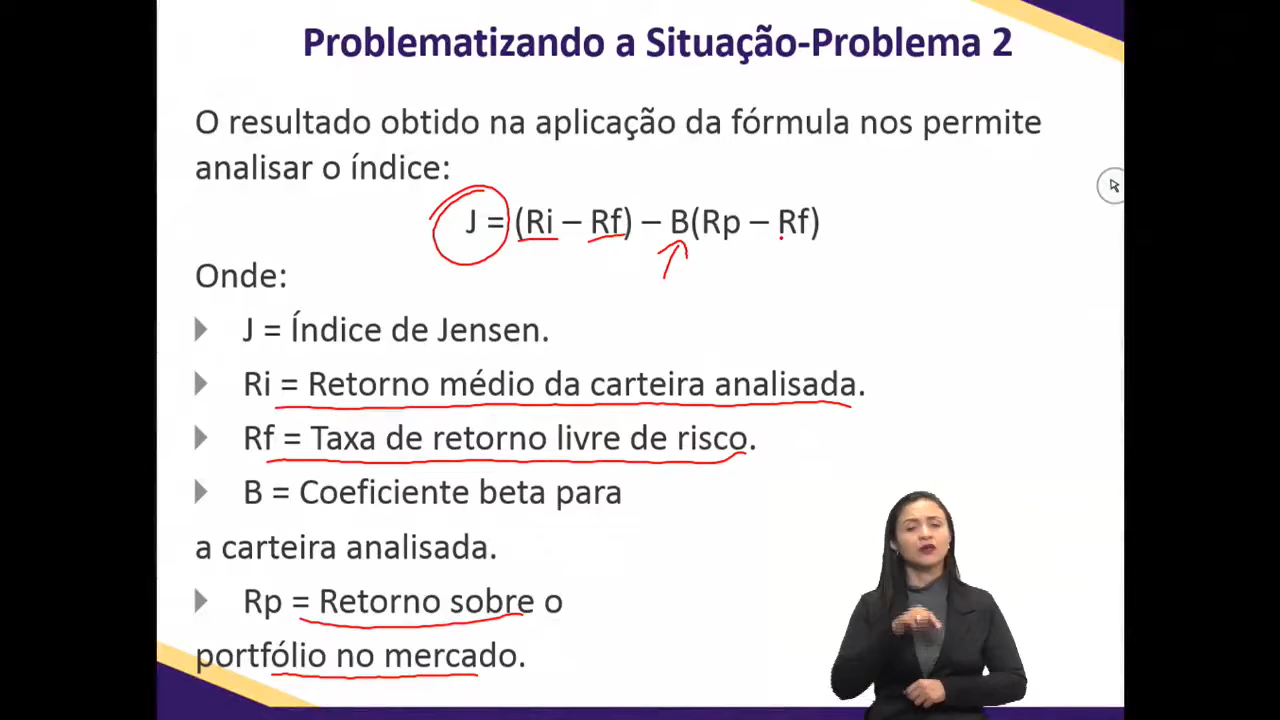 Problematizando a Situação-Problema 2
O resultado obtido na aplicação da fórmula nos permite
analisar o índice:
J = (Ri – Rf) – B(Rp – Rf)
Onde:
J = Índice de Jensen.
Ri = Retorno médio da carteira analisada.
Rf = Taxa de retorno livre de risco.
B = Coeficiente beta para
a carteira analisada.
Rp = Retorno sobre o
portfólio no mercado.